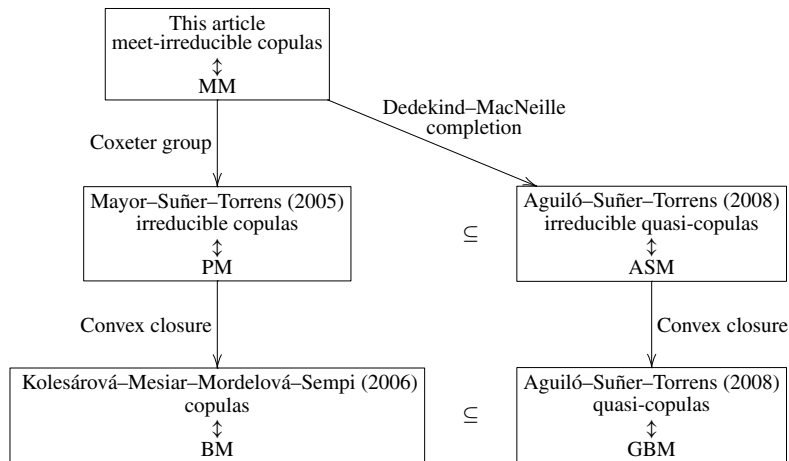 This article
meet-irreducible copulas
↕
MM
Dedekind–MacNeille
completion
Coxeter group
Mayor–Suñer–Torrens (2005)
irreducible copulas
↕
PM
⊆
Aguiló–Suñer–Torrens (2008)
irreducible quasi-copulas
↕
ASM
Convex closure
Convex closure
Kolesárová–Mesiar–Mordelová–Sempi (2006)
copulas
↕
BM
⊆
Aguiló–Suñer–Torrens (2008)
quasi-copulas
↕
GBM